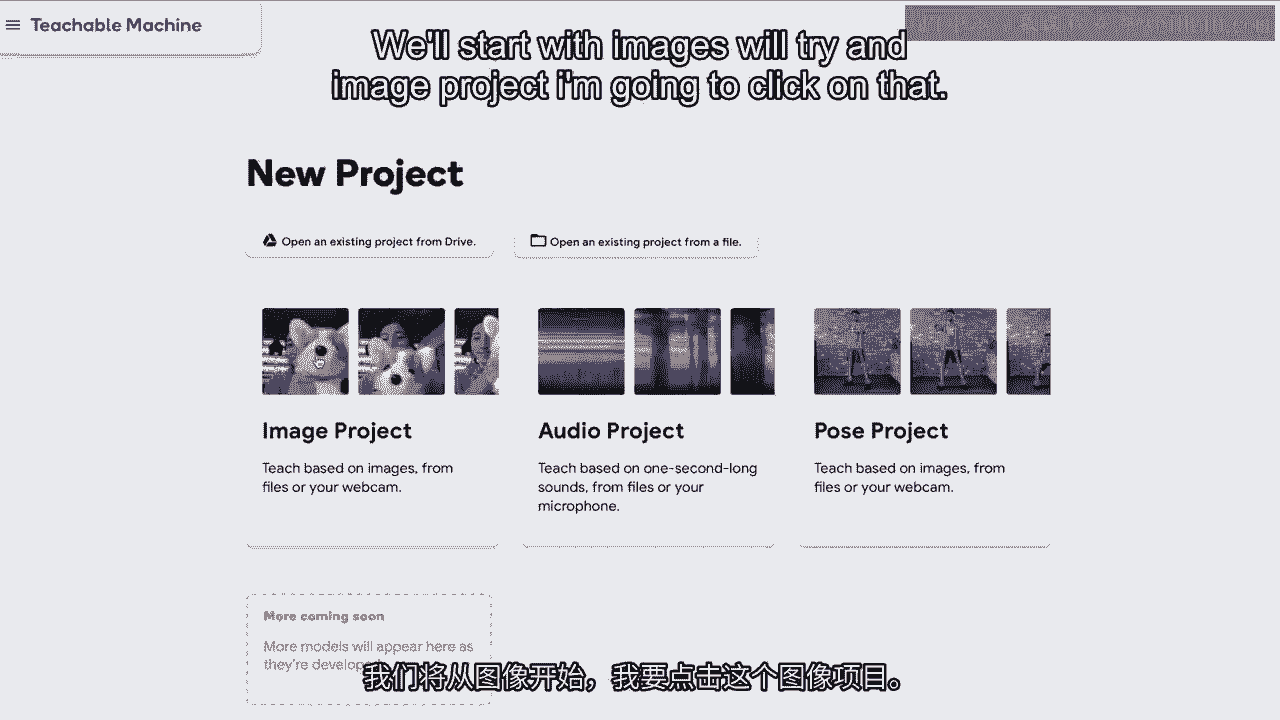 Teachable Machine
We'll start with images will try and
image project i'm going to click on that.
New Project
Open an existing project from Drive.
Open an existing project from a file.
Image Project
Teach based on images, from
files or your webcam.
Audio Project
Teach based on one-second-long
sounds, from files or your
microphone.
Pose Project
Teach based on images, from
files or your webcam.
More coming soon
More models will appear here as
they're develop
我们将从图像开始，我要点击这个图像项目。